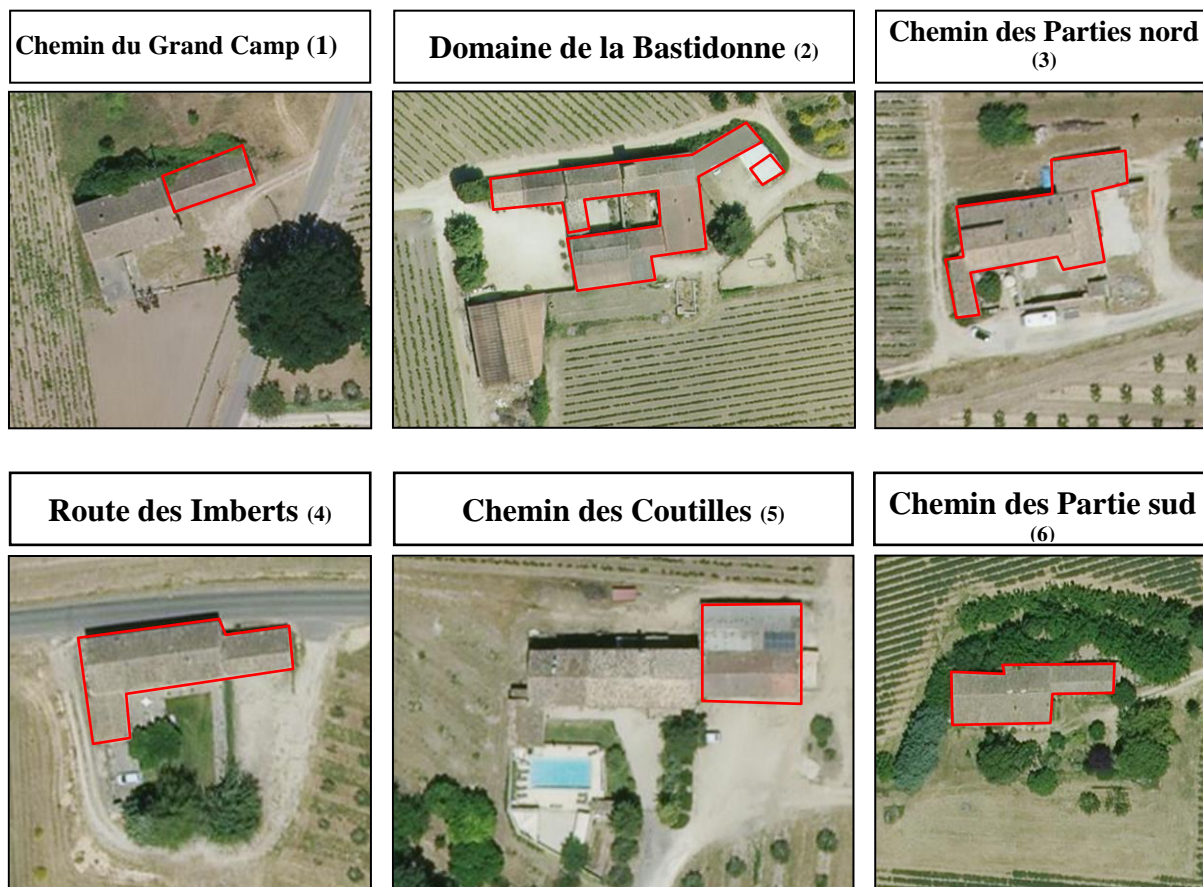 Chemin du Grand Camp (1)
Domaine de la Bastidonne (2)
Chemin des Parties nord
(3)
Route des Imberts (4)
Chemin des Coutilles (5)
Chemin des Partie sud
(6)